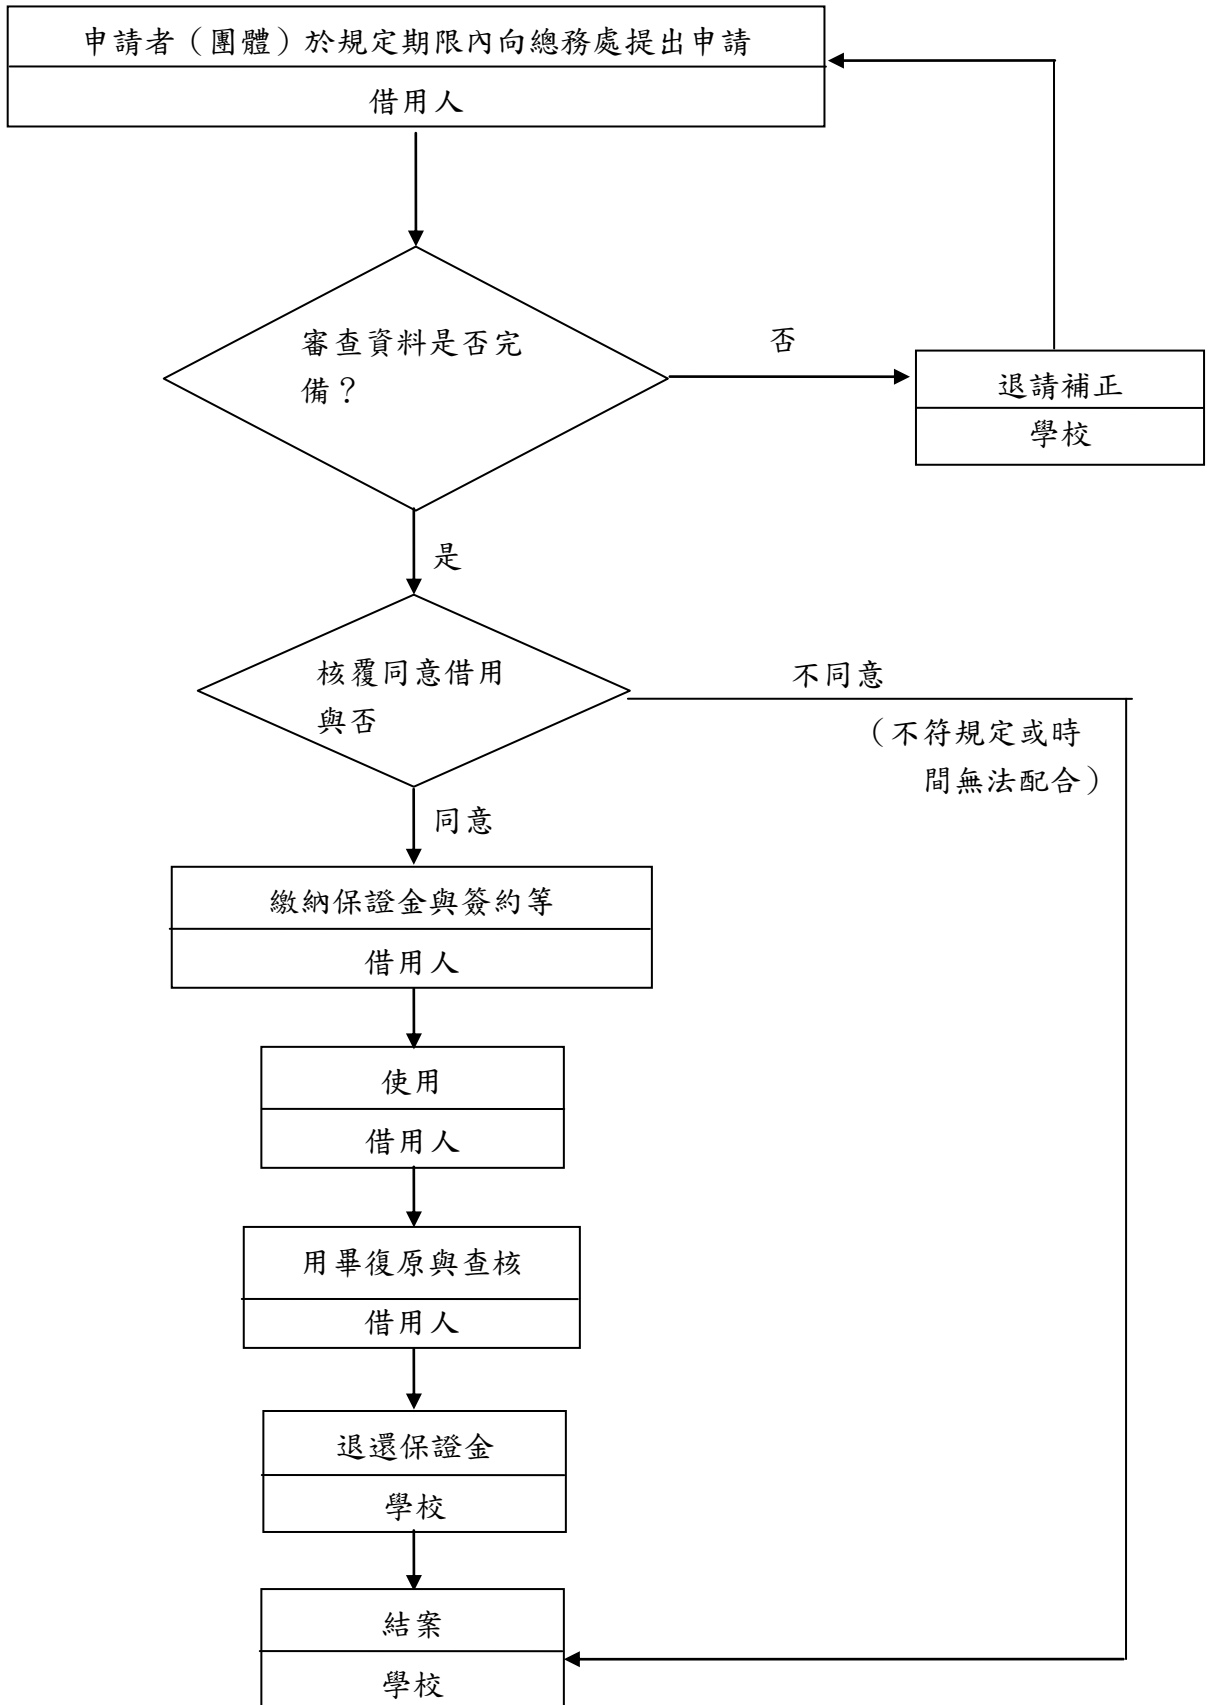 申請者（團體）於規定期限內向總務處提出申請
借用人
審查資料是否完
備？
否
退請補正
學校
是
核覆同意借用
與否
不同意
（不符規定或時
間無法配合）
同意
繳納保證金與簽約等
借用人
使用
借用人
用畢復原與查核
借用人
退還保證金
學校
結案
學校